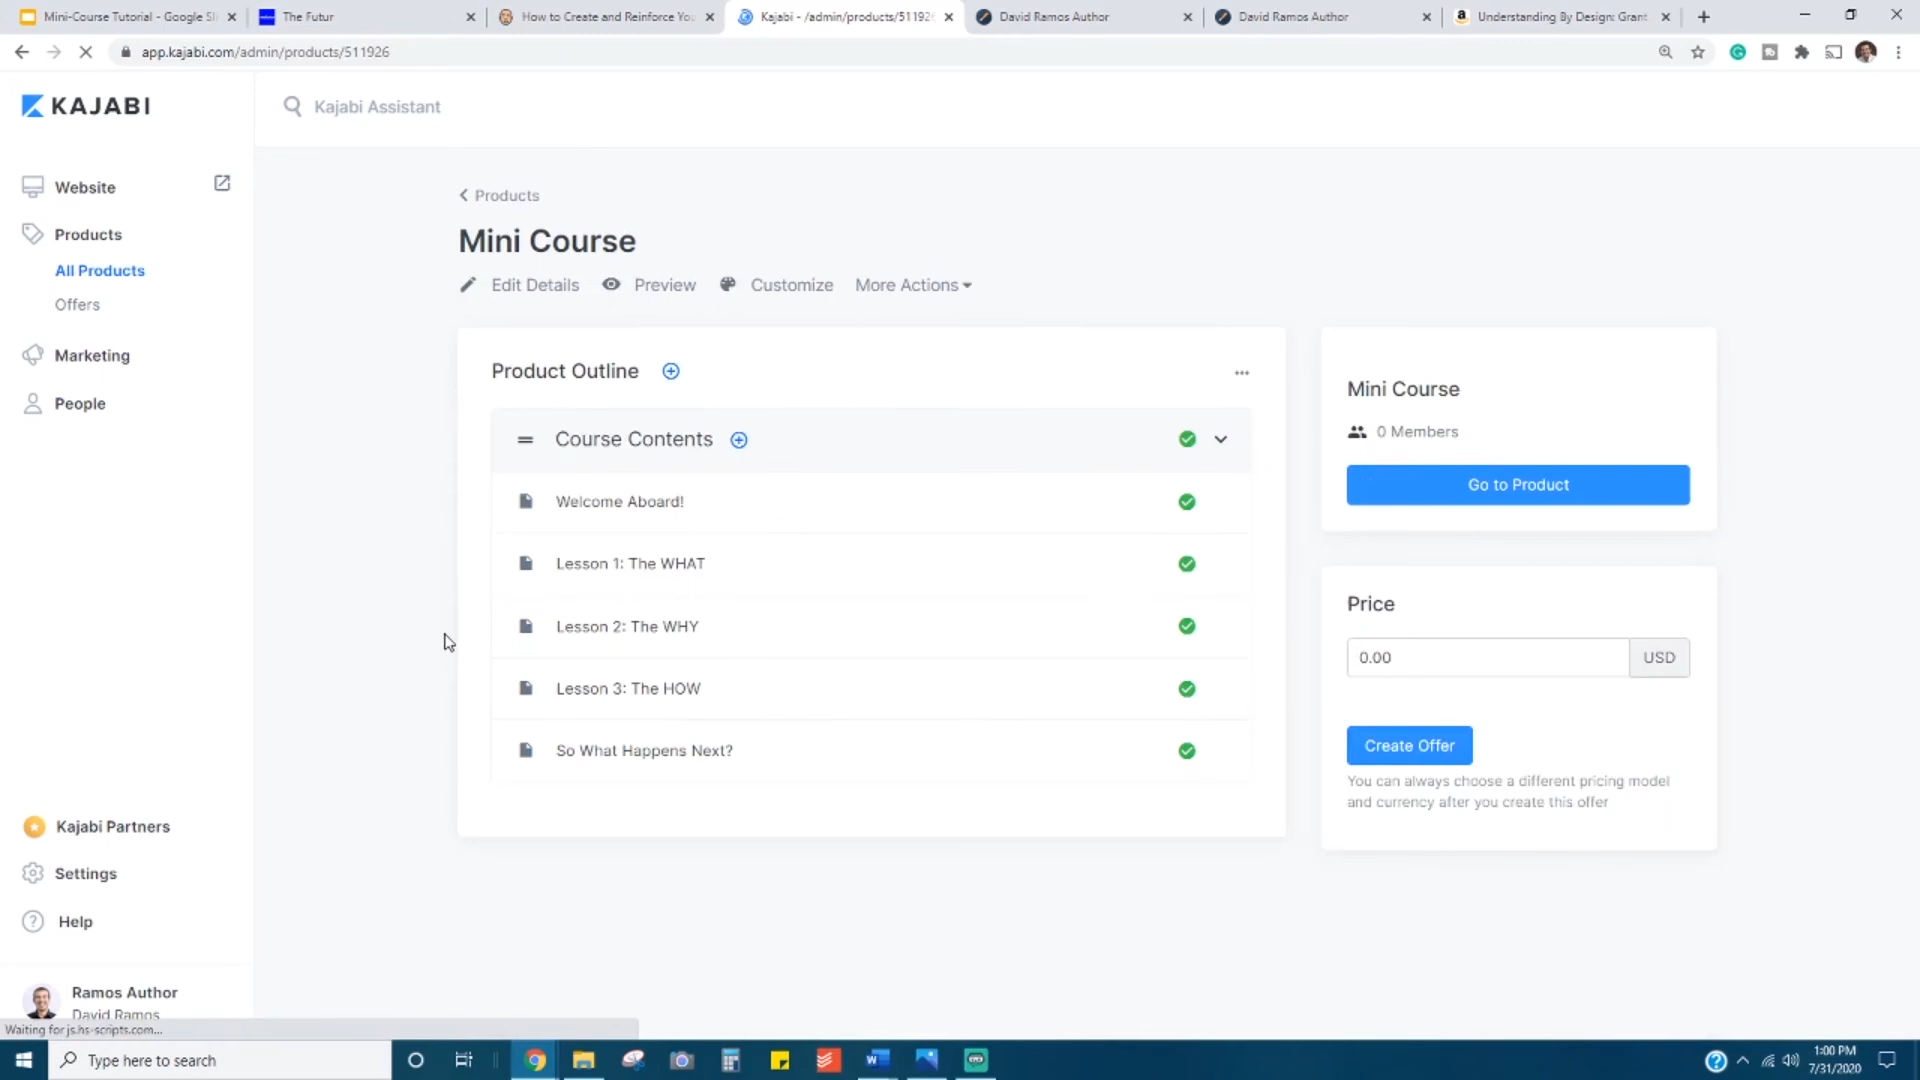 Mini-Course Tutorial - Google Sli
The Futur
How to Create and Reinforce You
Kajabi - /admin/products/511926
David Ramos Author
David Ramos Author
Understanding By Design: Grant
app.kajabi.com/admin/products/511926
KAJABI
Kajabi Assistant
Website
Products
All Products
Offers
Marketing
People
Kajabi Partners
Settings
Help
Ramos Author
David Ramos
Products
Mini Course
Edit Details
Preview
Customize
More Actions
Product Outline
Course Contents
Welcome Aboard!
Lesson 1: The WHAT
Lesson 2: The WHY
Lesson 3: The HOW
So What Happens Next?
Mini Course
0 Members
Go to Product
Price
0.00 USD
Create Offer
You can always choose a different pricing model
and currency after you create this offer
Waiting for js.hs-scripts.com...
Type here to search
1:00 PM
7/31/2020